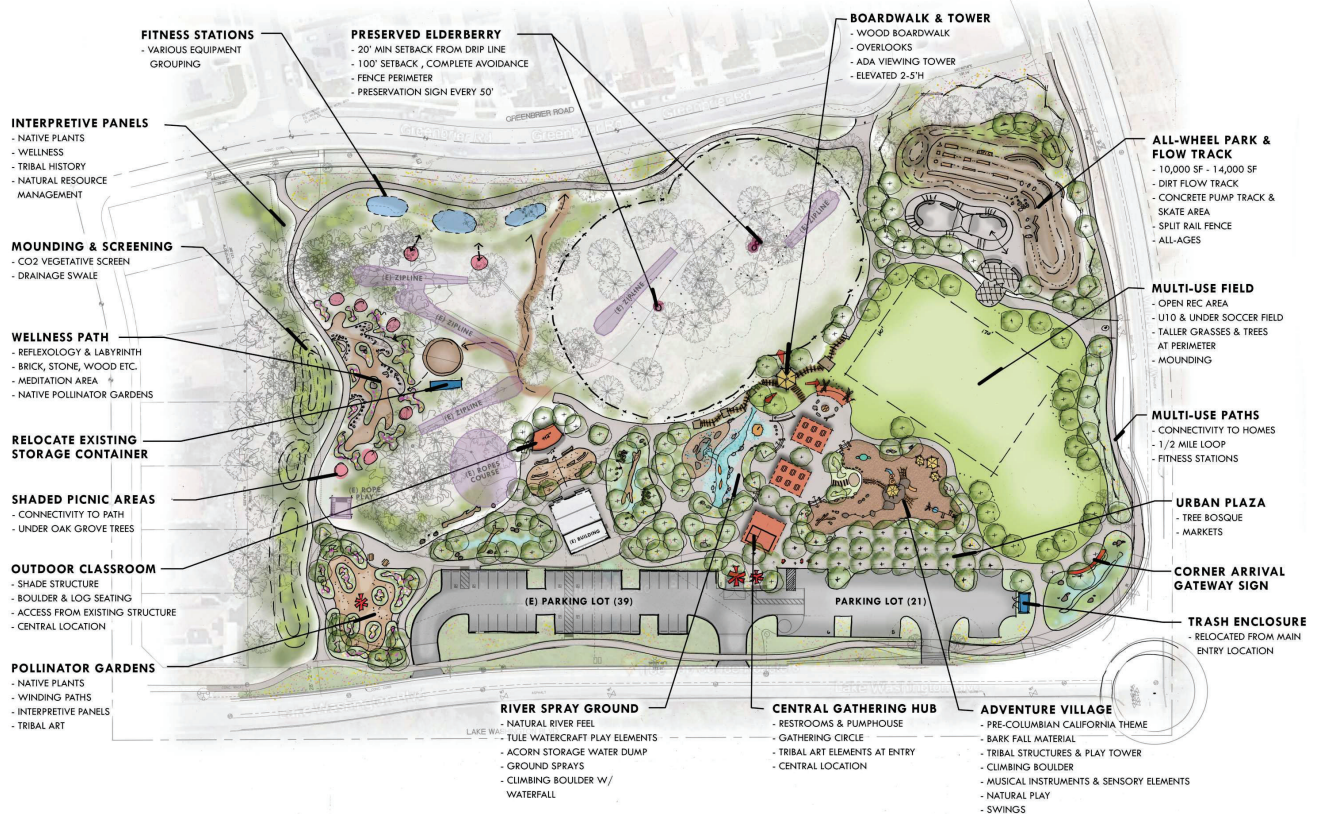 FITNESS STATIONS
- VARIOUS EQUIPMENT
GROUPING
PRESERVED ELDERBERRY
- 20' MIN SETBACK FROM DRIP LINE
- 100' SETBACK , COMPLETE AVOIDANCE
- FENCE PERIMETER
- PRESERVATION SIGN EVERY 50'
BOARDWALK & TOWER
- WOOD BOARDWALK
- OVERLOOKS
- ADA VIEWING TOWER
- ELEVATED 2-5'H
GREENBRIER ROAD
INTERPRETIVE PANELS
- NATIVE PLANTS
- WELLNESS
- TRIBAL HISTORY
- NATURAL RESOURCE
MANAGEMENT
ALL-WHEEL PARK &
FLOW TRACK
- 10,000 SF - 14,000 SF
- DIRT FLOW TRACK
- CONCRETE PUMP TRACK &
SKATE AREA
- SPLIT RAIL FENCE
- ALL-AGES
MOUNDING & SCREENING
- CO2 VEGETATIVE SCREEN
- DRAINAGE SWALE
(E) ZIPLINE
(E) ZIPLINE
(E) ZIPLINE
(E) ZIPLINE
ZIPLINE
MULTI-USE FIELD
- OPEN REC AREA
- U10 & UNDER SOCCER FIELD
- TALLER GRASSES & TREES
AT PERIMETER
- MOUNDING
WELLNESS PATH
- REFLEXOLOGY & LABYRINTH
- BRICK, STONE, WOOD ETC.
- MEDITATION AREA
- NATIVE POLLINATOR GARDENS
MULTI-USE PATHS
- CONNECTIVITY TO HOMES
- 1/2 MILE LOOP
- FITNESS STATIONS
RELOCATE EXISTING
STORAGE CONTAINER
(E) ROPES
COURSE
(E) ROPE
PLAY
SHADED PICNIC AREAS
- CONNECTIVITY TO PATH
- UNDER OAK GROVE TREES
(E) BUILDING
URBAN PLAZA
- TREE BOSQUE
- MARKETS
OUTDOOR CLASSROOM
- SHADE STRUCTURE
- BOULDER & LOG SEATING
- ACCESS FROM EXISTING STRUCTURE
- CENTRAL LOCATION
CORNER ARRIVAL
GATEWAY SIGN
(E) PARKING LOT (39)
PARKING LOT (21)
TRASH ENCLOSURE
- RELOCATED FROM MAIN
ENTRY LOCATION
POLLINATOR GARDENS
- NATIVE PLANTS
- WINDING PATHS
- INTERPRETIVE PANELS
- TRIBAL ART
LAKE
RIVER SPRAY GROUND
- NATURAL RIVER FEEL
- TULE WATERCRAFT PLAY ELEMENTS
- ACORN STORAGE WATER DUMP
- GROUND SPRAYS
- CLIMBING BOULDER W/
WATERFALL
CENTRAL GATHERING HUB
- RESTROOMS & PUMPHOUSE
- GATHERING CIRCLE
- TRIBAL ART ELEMENTS AT ENTRY
- CENTRAL LOCATION
ADVENTURE VILLAGE
- PRE-COLUMBIAN CALIFORNIA THEME
- BARK FALL MATERIAL
- TRIBAL STRUCTURES & PLAY TOWER
- CLIMBING BOULDER
- MUSICAL INSTRUMENTS & SENSORY ELEMENTS
- NATURAL PLAY
- SWINGS